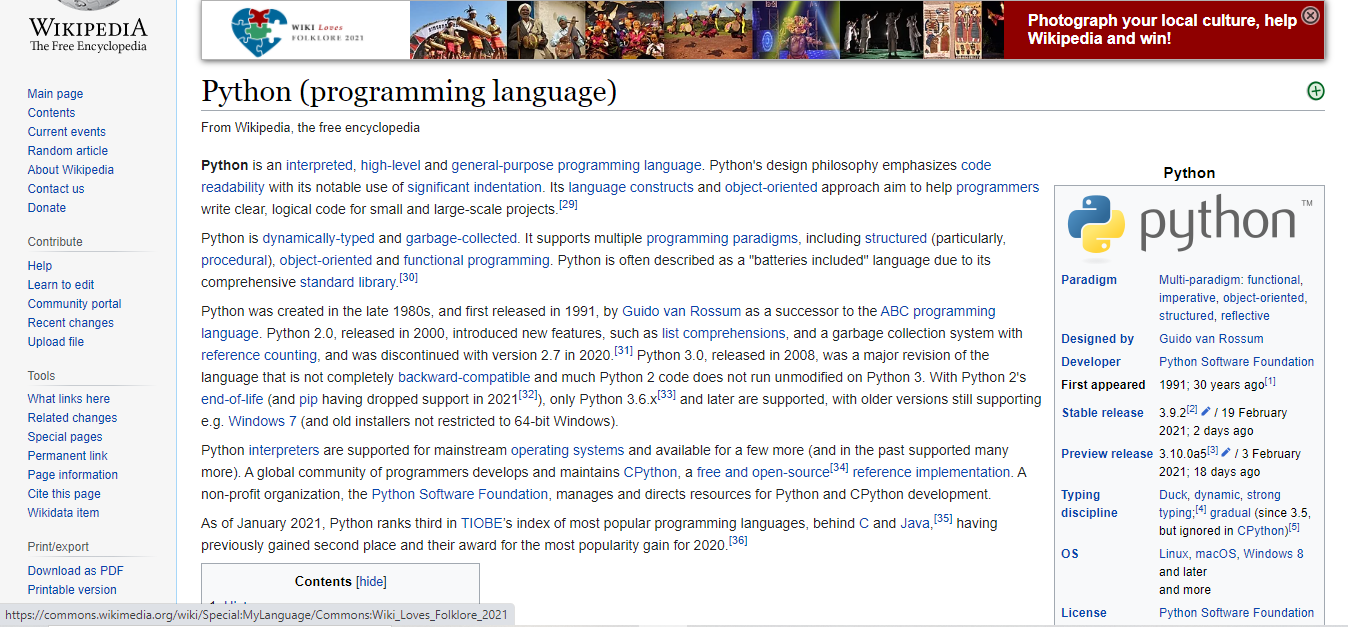 WIKIPEDIA
The Free Encyclopedia
Main page
Contents
Current events
Random article
About Wikipedia
Contact us
Donate
Contribute
Help
Learn to edit
Community portal
Recent changes
Upload file
Tools
What links here
Related changes
Special pages
Permanent link
Page information
Cite this page
Wikidata item
Print/export
Download as PDF
Printable version
WIKI Loves
FOLKLORE 2021
Photograph your local culture, help
Wikipedia and win!
Python (programming language)
From Wikipedia, the free encyclopedia
Python is an interpreted, high-level and general-purpose programming language. Python's design philosophy emphasizes code
readability with its notable use of significant indentation. Its language constructs and object-oriented approach aim to help programmers
write clear, logical code for small and large-scale projects.[29]
Python is dynamically-typed and garbage-collected. It supports multiple programming paradigms, including structured (particularly,
procedural), object-oriented and functional programming. Python is often described as a "batteries included" language due to its
comprehensive standard library.[30]
Python was created in the late 1980s, and first released in 1991, by Guido van Rossum as a successor to the ABC programming
language. Python 2.0, released in 2000, introduced new features, such as list comprehensions, and a garbage collection system with
reference counting, and was discontinued with version 2.7 in 2020.[31] Python 3.0, released in 2008, was a major revision of the
language that is not completely backward-compatible and much Python 2 code does not run unmodified on Python 3. With Python 2's
end-of-life (and pip having dropped support in 2021[32]), only Python 3.6.x[33] and later are supported, with older versions still supporting
e.g. Windows 7 (and old installers not restricted to 64-bit Windows).
Python interpreters are supported for mainstream operating systems and available for a few more (and in the past supported many
more). A global community of programmers develops and maintains CPython, a free and open-source[34] reference implementation. A
non-profit organization, the Python Software Foundation, manages and directs resources for Python and CPython development.
As of January 2021, Python ranks third in TIOBE's index of most popular programming languages, behind C and Java,[35] having
previously gained second place and their award for the most popularity gain for 2020.[36]
Contents [hide]
Python
python™
Paradigm Multi-paradigm: functional,
imperative, object-oriented,
structured, reflective
Designed by Guido van Rossum
Developer Python Software Foundation
First appeared 1991; 30 years ago[1]
Stable release 3.9.2[2] / 19 February
2021; 2 days ago
Preview release 3.10.0a5[3] / 3 February
2021; 18 days ago
Typing Duck, dynamic, strong
discipline typing;[4] gradual (since 3.5,
but ignored in CPython)[5]
OS Linux, macOS, Windows 8
and later
and more
License Python Software Foundation
https://commons.wikimedia.org/wiki/Special:MyLanguage/Commons:Wiki_Loves_Folklore_2021